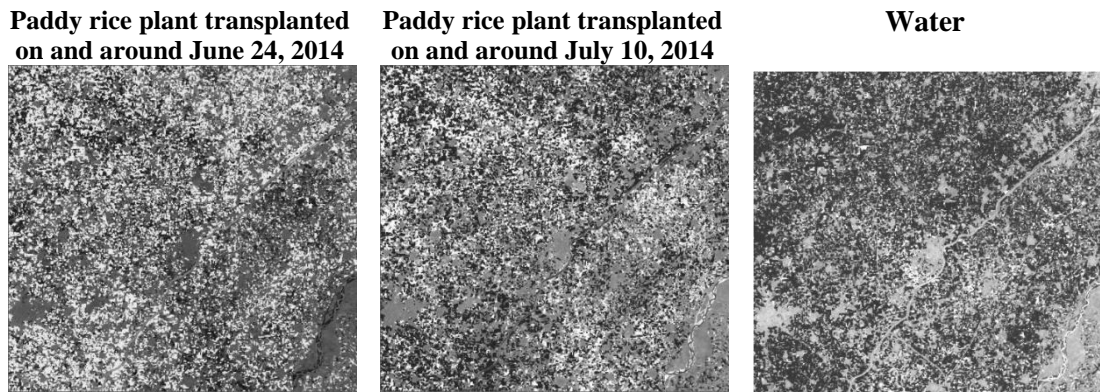 Paddy rice plant transplanted
on and around June 24, 2014
Paddy rice plant transplanted
on and around July 10, 2014
Water